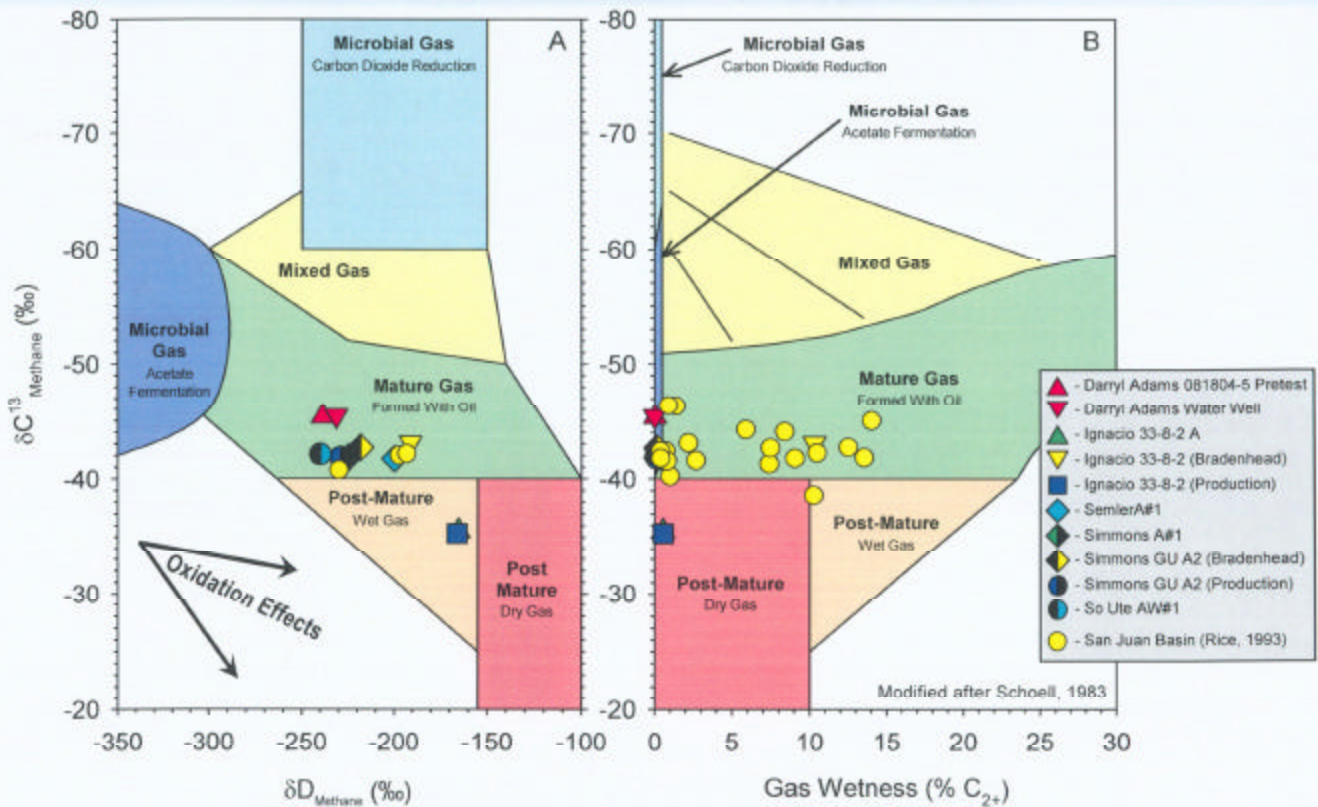 A
Microbial Gas
Carbon Dioxide Reduction
Mixed Gas
Microbial
Gas
Acetate
Fermentation
Mature Gas
Formed With Oil
Post-Mature
Wet Gas
Post
Mature
Dry Gas
Oxidation Effects
δC¹³ Methane (‰)
-80
-70
-60
-50
-40
-30
-20
-350
-300
-250
-200
-150
-100
δD Methane (‰)
B
Microbial Gas
Carbon Dioxide Reduction
Microbial Gas
Acetate Fermentation
Mixed Gas
Mature Gas
Formed With Oil
Post-Mature
Wet Gas
Post-Mature
Dry Gas
Modified after Schoell, 1983
-80
-70
-60
-50
-40
-30
-20
0
5
10
15
20
25
30
Gas Wetness (% C₂₊)
- Darryl Adams 081804-5 Pretest
- Darryl Adams Water Well
- Ignacio 33-8-2 A
- Ignacio 33-8-2 (Bradenhead)
- Ignacio 33-8-2 (Production)
- SemlerA#1
- Simmons A#1
- Simmons GU A2 (Bradenhead)
- Simmons GU A2 (Production)
- So Ute AW#1
- San Juan Basin (Rice, 1993)